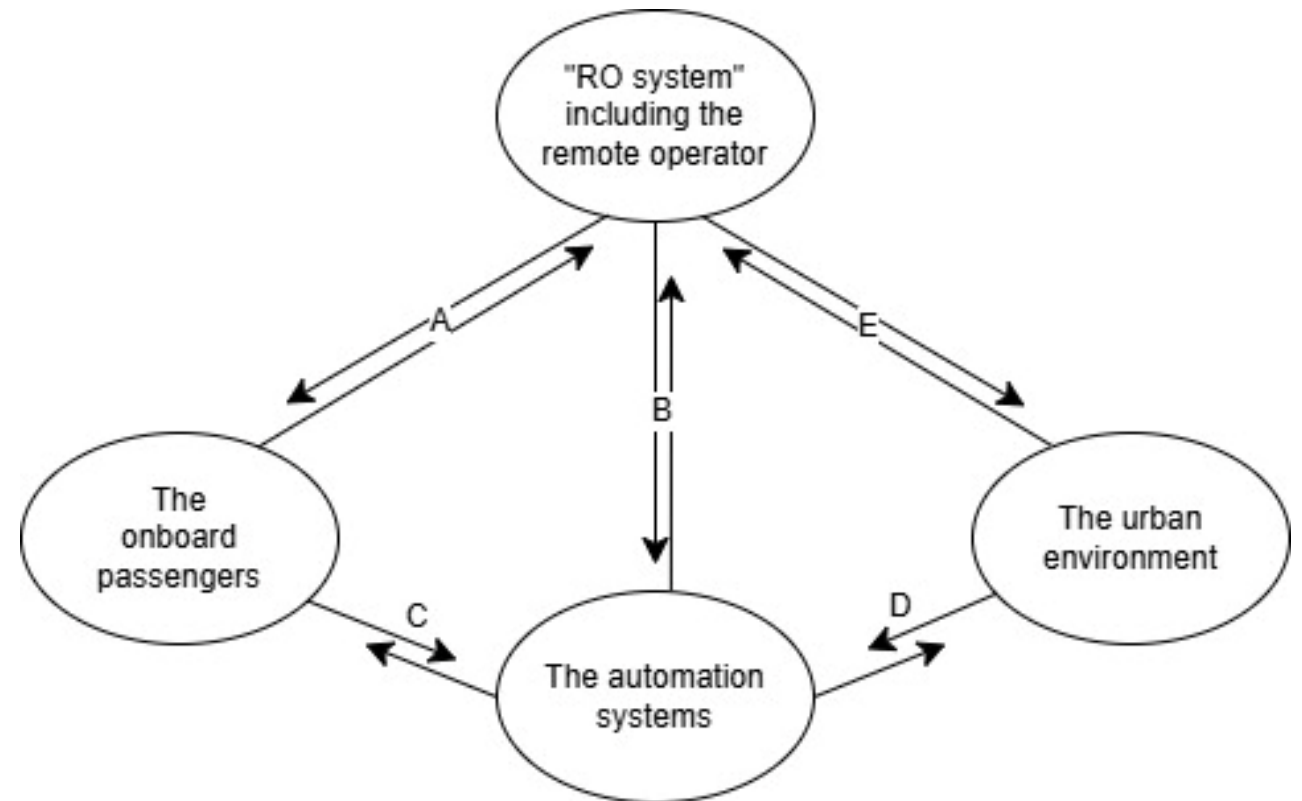 "RO system"
including the
remote operator
A
E
B
The
onboard
passengers
The urban
environment
C
D
The automation
systems